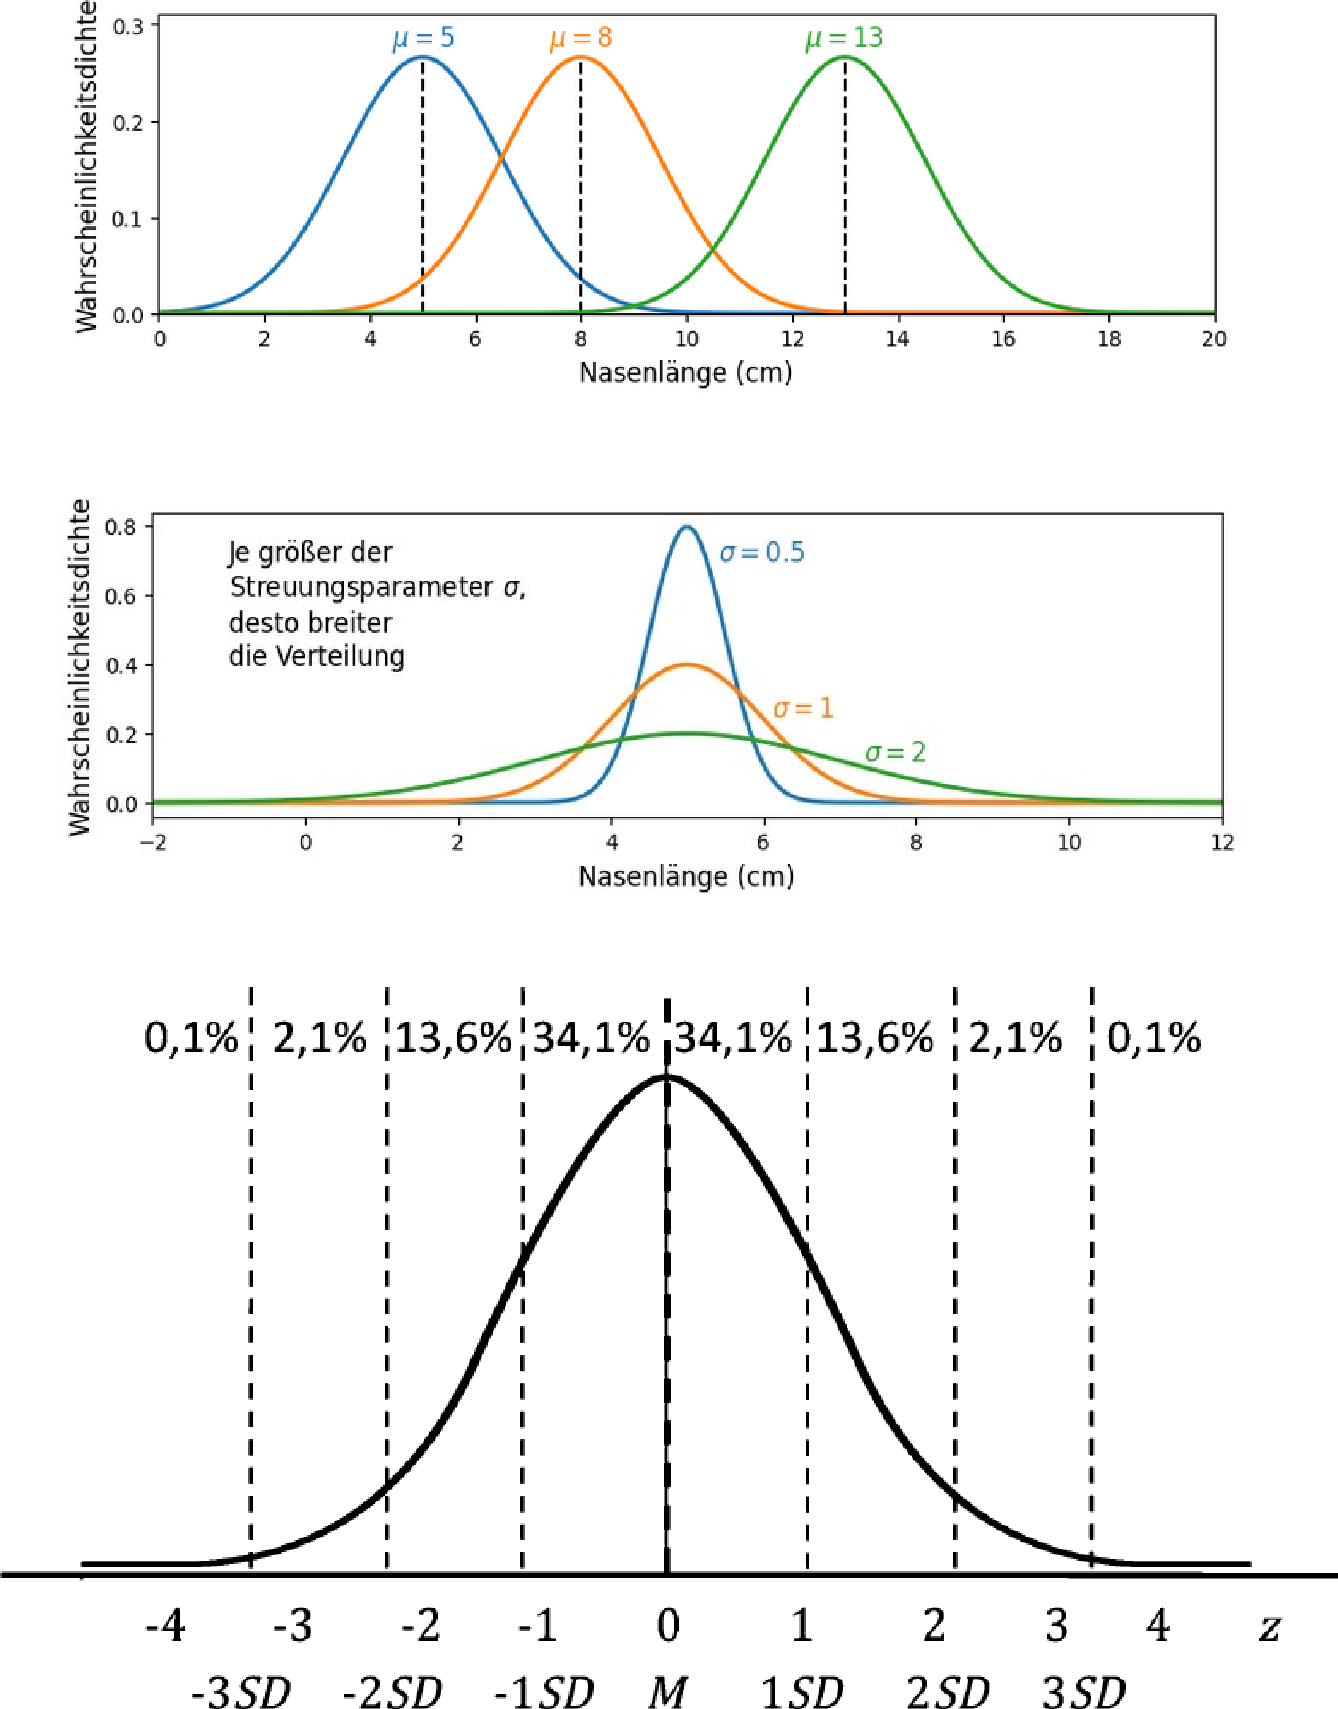 Wahrscheinlichkeitsdichte
0.3
0.2
0.1
0.0
μ = 5
μ = 8
μ = 13
0 2 4 6 8 10 12 14 16 18 20
Nasenlänge (cm)
Wahrscheinlichkeitsdichte
0.8
0.6
0.4
0.2
0.0
Je größer der
Streuungsparameter σ,
desto breiter
die Verteilung
σ = 0.5
σ = 1
σ = 2
−2 0 2 4 6 8 10 12
Nasenlänge (cm)
0,1% 2,1% 13,6% 34,1% 34,1% 13,6% 2,1% 0,1%
-4 -3 -2 -1 0 1 2 3 4 z
-3SD -2SD -1SD M 1SD 2SD 3SD